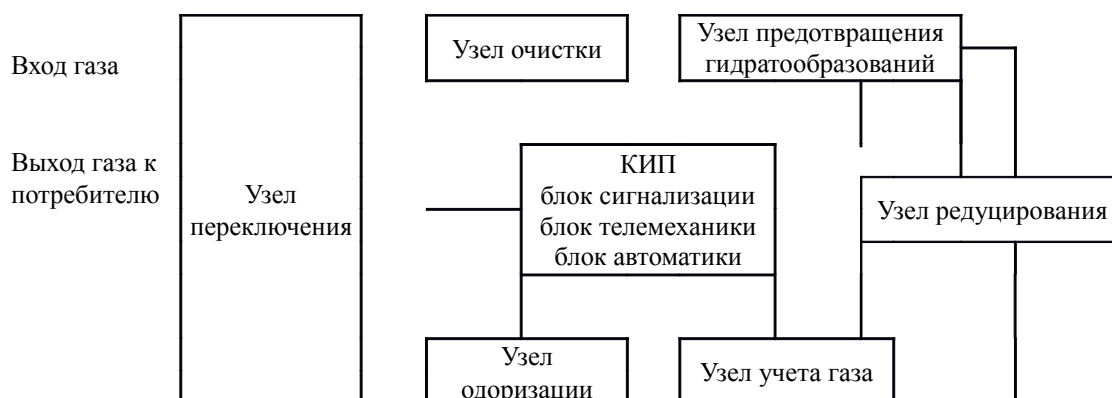 Вход газа
Выход газа к
потребителю
Узел
переключения
Узел очистки
Узел предотвращения
гидратообразований
КИП
блок сигнализации
блок телемеханики
блок автоматики
Узел редуцирования
Узел
одоризации
Узел учета газа